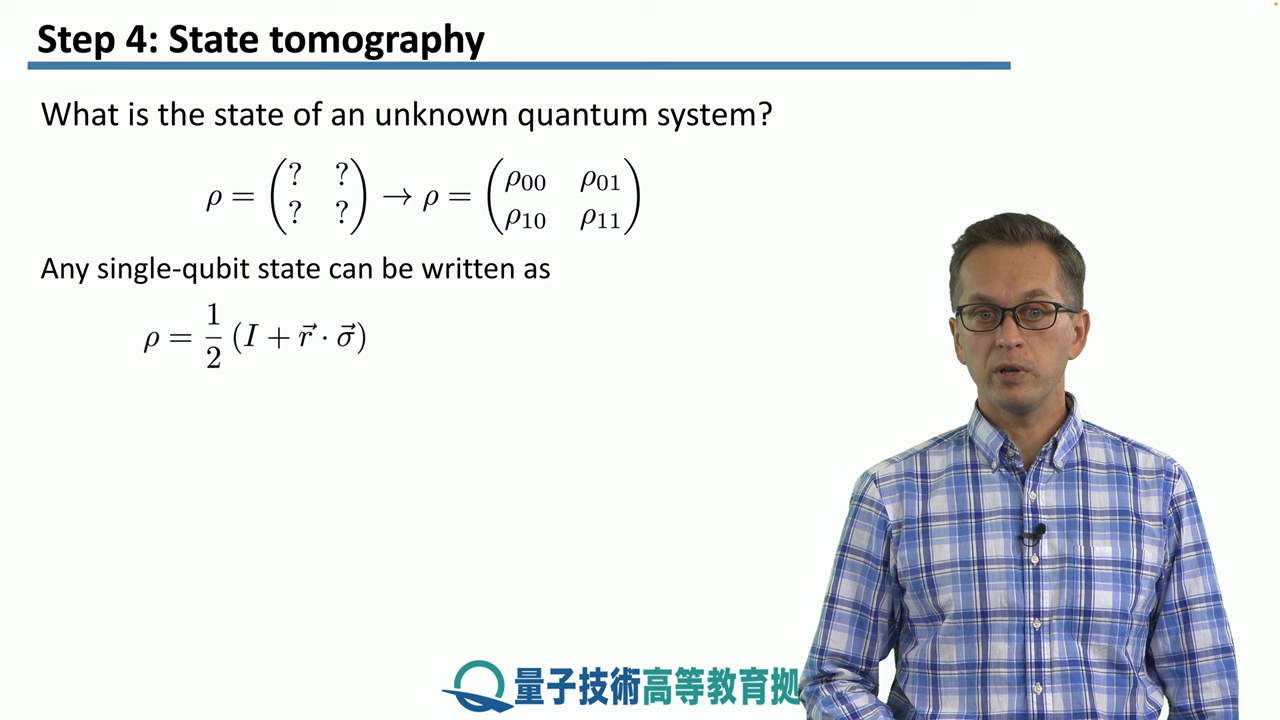 Step 4: State tomography
What is the state of an unknown quantum system?
ρ = (? ? ? ?) → ρ = (ρ00 ρ01 ρ10 ρ11)
Any single-qubit state can be written as
ρ = 1/2 (I + r⃗ · σ⃗)
量子技術高等教育拠